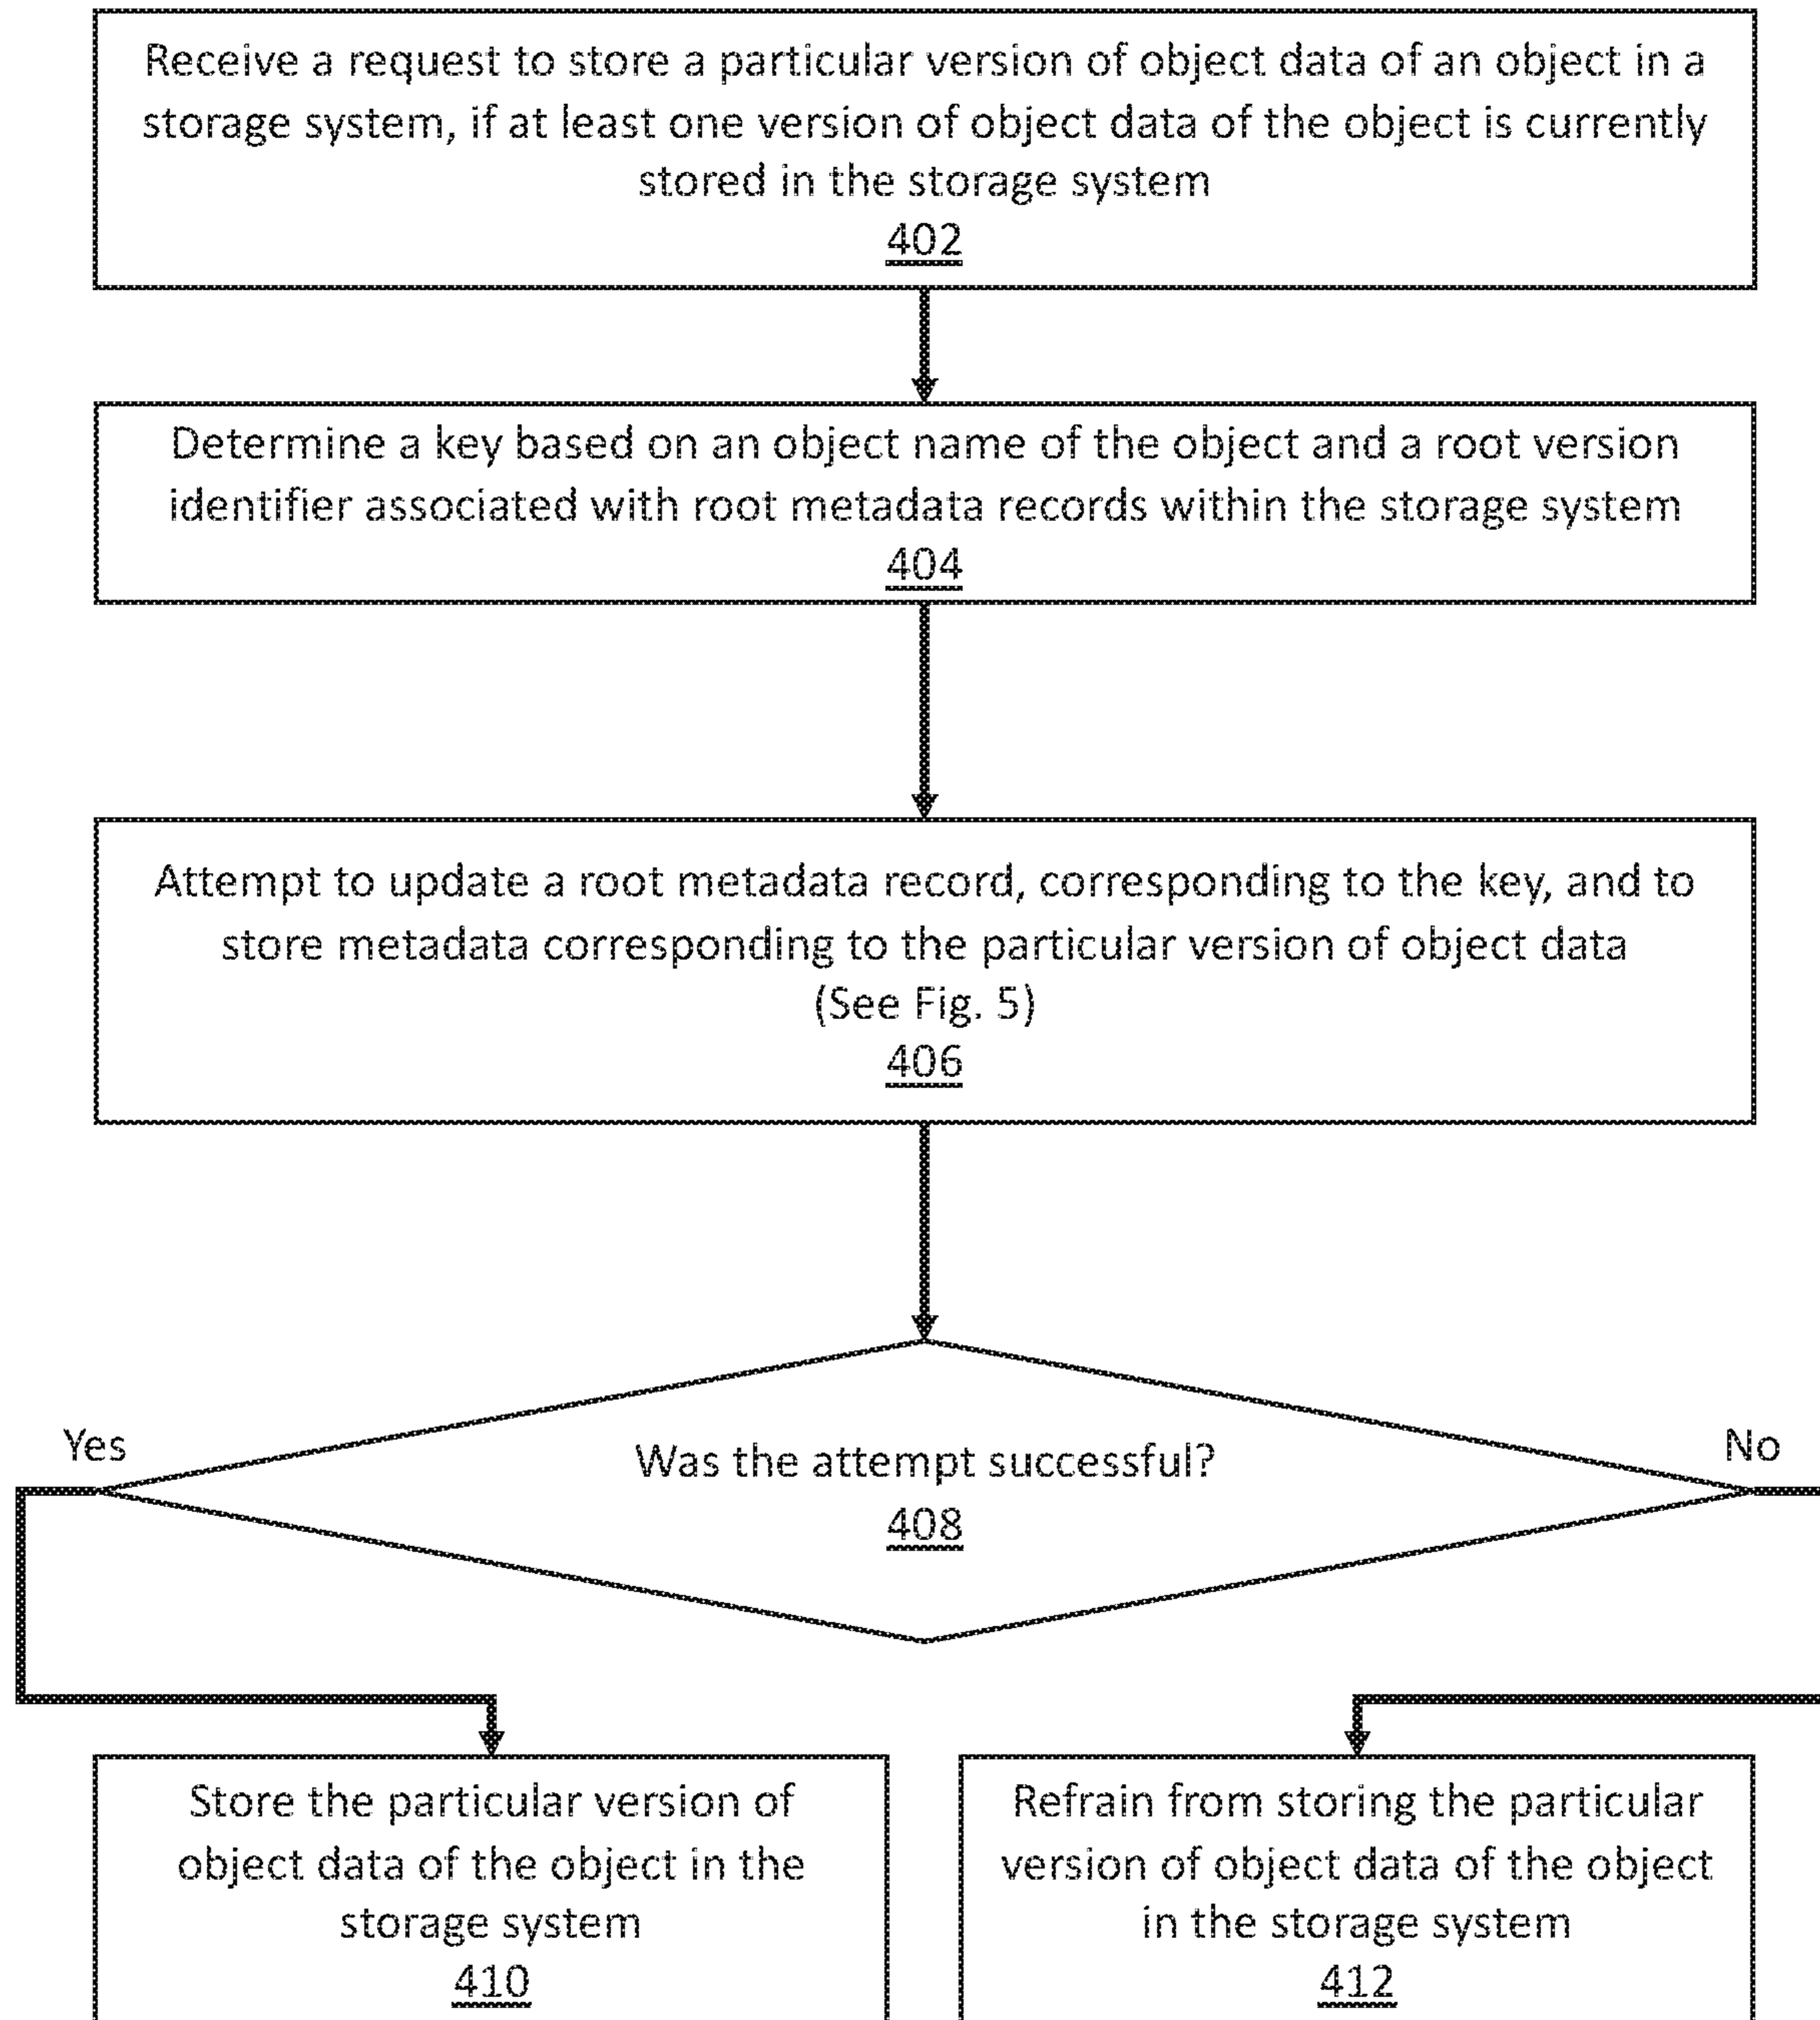 Receive a request to store a particular version of object data of an object in a
storage system, if at least one version of object data of the object is currently
stored in the storage system
402
Determine a key based on an object name of the object and a root version
identifier associated with root metadata records within the storage system
404
Attempt to update a root metadata record, corresponding to the key, and to
store metadata corresponding to the particular version of object data
(See Fig. 5)
406
Yes
Was the attempt successful?
No
408
Store the particular version of
object data of the object in the
storage system
410
Refrain from storing the particular
version of object data of the object
in the storage system
412